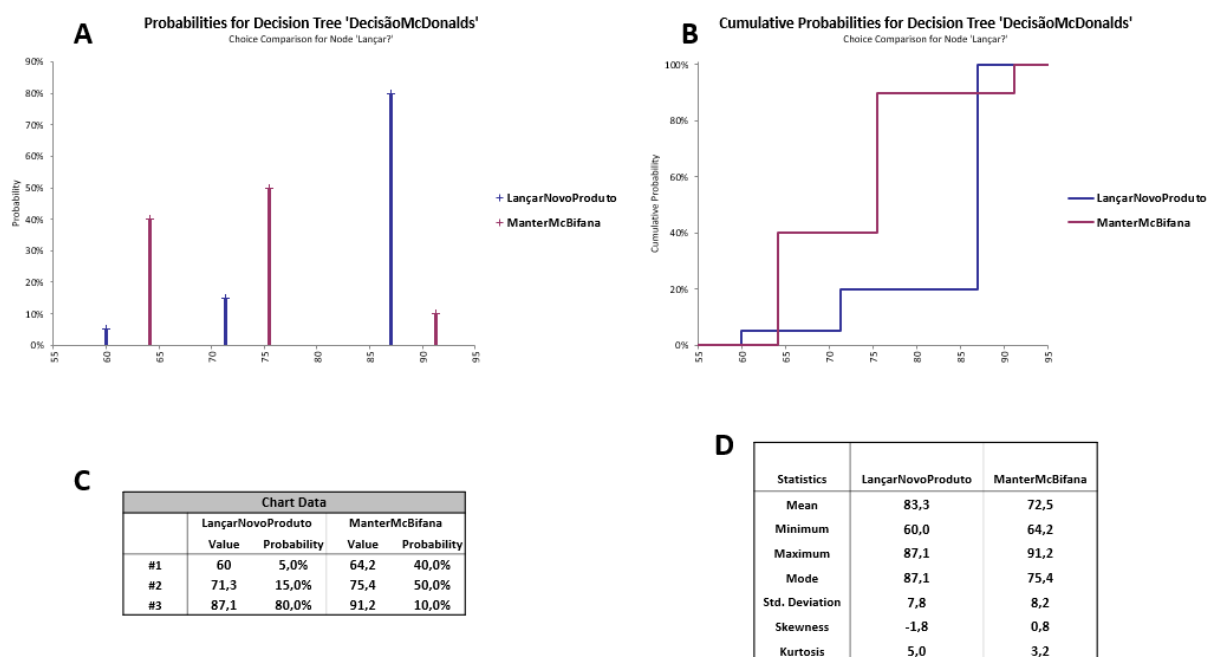 A
Probabilities for Decision Tree 'DecisãoMcDonalds'
Choice Comparison for Node 'Lançar?'
90%
80%
70%
60%
50%
40%
30%
20%
10%
0%
Probability
55
60
65
70
75
80
85
90
95
LançarNovoProduto
ManterMcBifana
B
Cumulative Probabilities for Decision Tree 'DecisãoMcDonalds'
Choice Comparison for Node 'Lançar?'
100%
80%
60%
40%
20%
0%
Cumulative Probability
55
60
65
70
75
80
85
90
95
LançarNovoProduto
ManterMcBifana
C
Chart Data
LançarNovoProduto ManterMcBifana
Value Probability Value Probability
#1 60 5,0% 64,2 40,0%
#2 71,3 15,0% 75,4 50,0%
#3 87,1 80,0% 91,2 10,0%
D
Statistics LançarNovoProduto ManterMcBifana
Mean 83,3 72,5
Minimum 60,0 64,2
Maximum 87,1 91,2
Mode 87,1 75,4
Std. Deviation 7,8 8,2
Skewness -1,8 0,8
Kurtosis 5,0 3,2